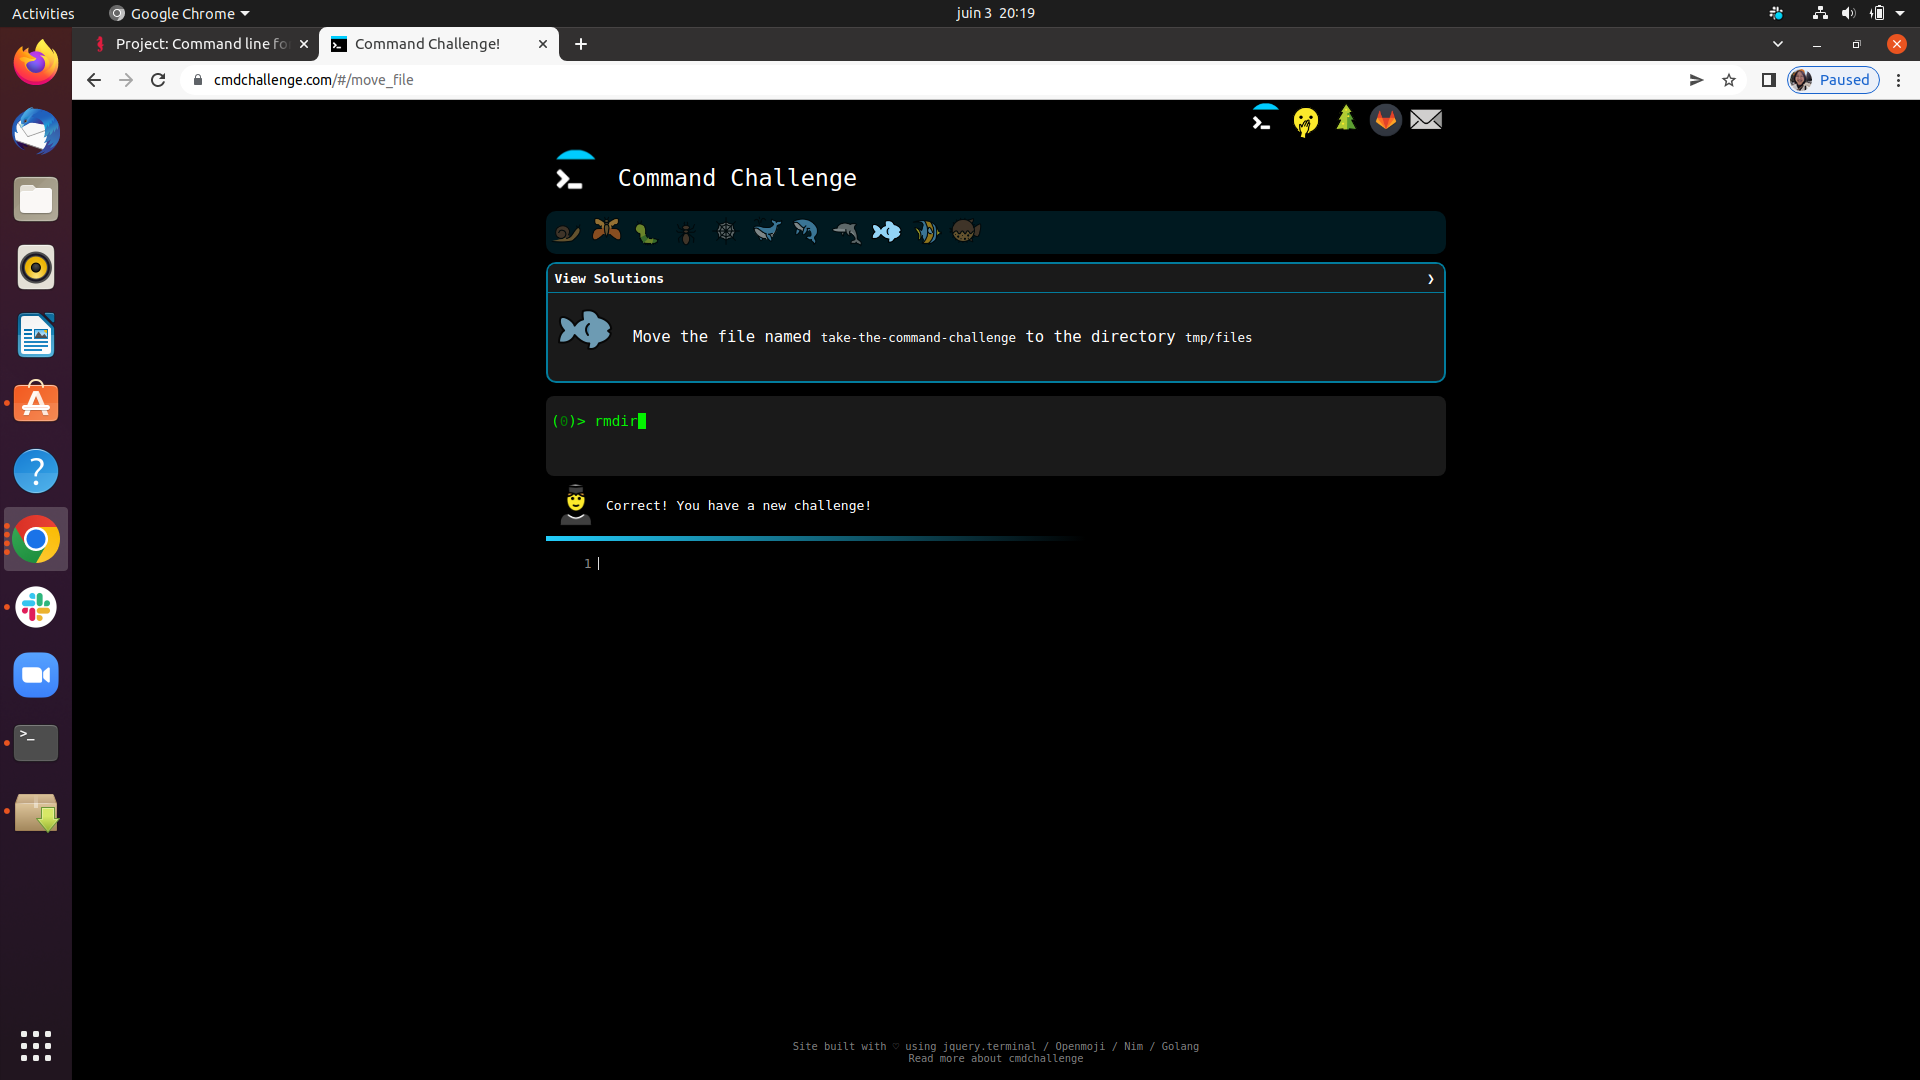 Activities
Google Chrome
juin 3 20:19
Project: Command line fo
Command Challenge!
cmdchallenge.com/#/move_file
Paused
Command Challenge
View Solutions
Move the file named take-the-command-challenge to the directory tmp/files
(0)> rmdir
Correct! You have a new challenge!
1
Site built with ♡ using jquery.terminal / Openmoji / Nim / Golang
Read more about cmdchallenge